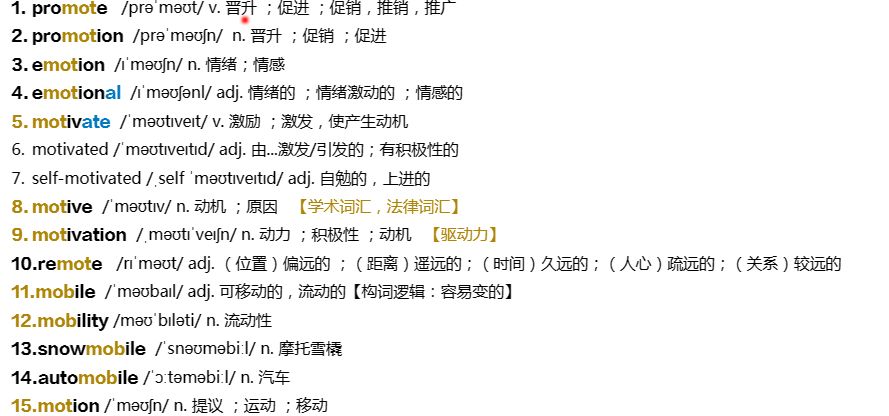 1. promote /prəˈməʊt/ v. 晋升 ；促进 ；促销，推销，推广
2. promotion /prəˈməʊʃn/ n. 晋升 ；促销 ；促进
3. emotion /ɪˈməʊʃn/ n. 情绪；情感
4. emotional /ɪˈməʊʃənl/ adj. 情绪的 ；情绪激动的 ；情感的
5. motivate /ˈməʊtɪveɪt/ v. 激励 ；激发，使产生动机
6. motivated /ˈməʊtɪveɪtɪd/ adj. 由...激发/引发的；有积极性的
7. self-motivated /ˌself ˈməʊtɪveɪtɪd/ adj. 自勉的，上进的
8. motive /ˈməʊtɪv/ n. 动机 ；原因 【学术词汇，法律词汇】
9. motivation /ˌməʊtɪˈveɪʃn/ n. 动力 ；积极性 ；动机 【驱动力】
10.remote /rɪˈməʊt/ adj. （位置）偏远的 ；（距离）遥远的；（时间）久远的；（人心）疏远的；（关系）较远的
11.mobile /ˈməʊbaɪl/ adj. 可移动的，流动的【构词逻辑：容易变的】
12.mobility /məʊˈbɪləti/ n. 流动性
13.snowmobile /ˈsnəʊməbiːl/ n. 摩托雪橇
14.automobile /ˈɔːtəməbiːl/ n. 汽车
15.motion /ˈməʊʃn/ n. 提议 ；运动 ；移动